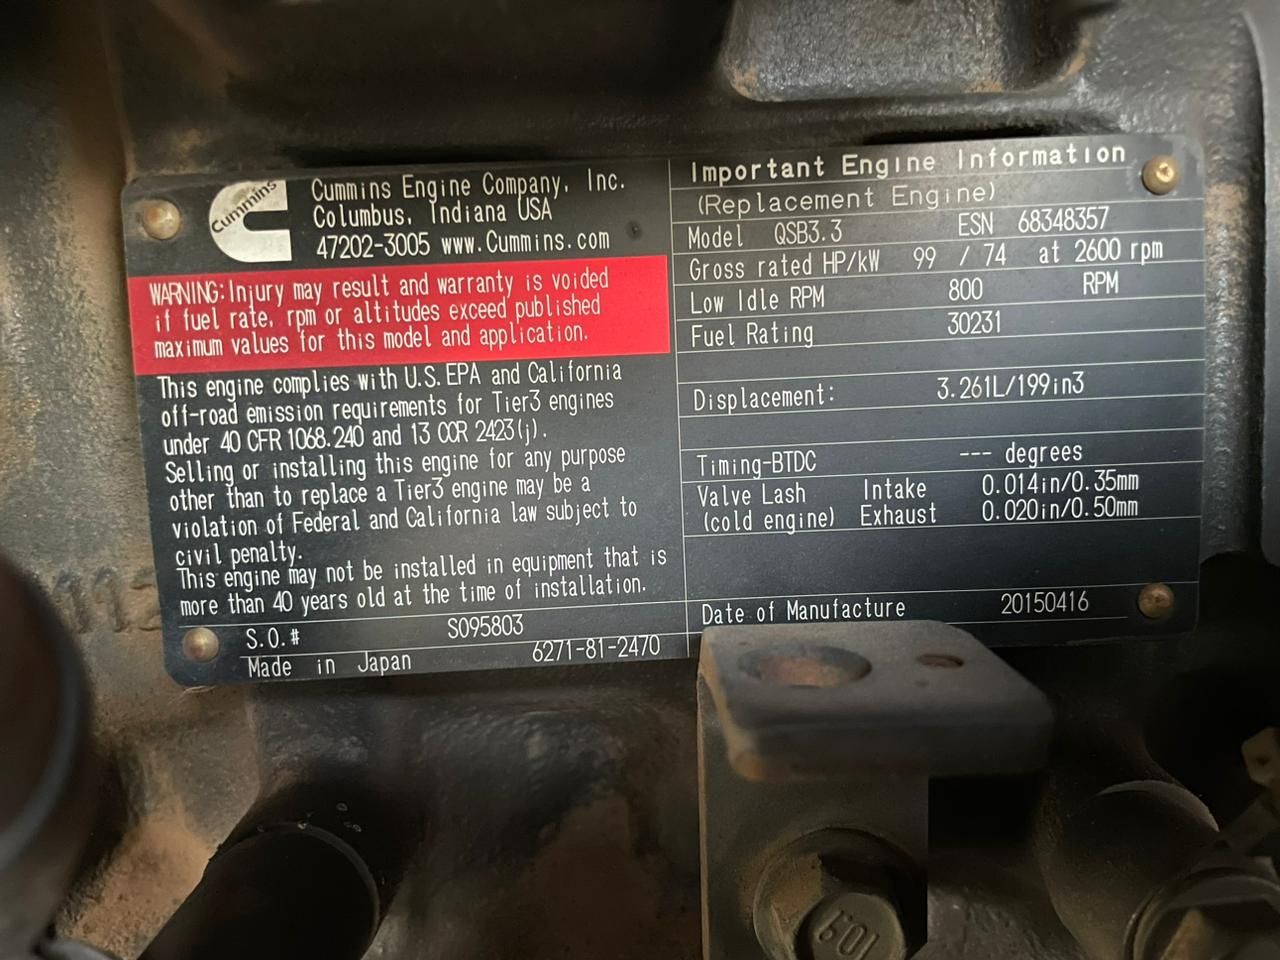 Cummins
Cummins Engine Company, Inc.
Columbus, Indiana USA
47202-3005 www.Cummins.com
WARNING: Injury may result and warranty is voided
if fuel rate, rpm or altitudes exceed published
maximum values for this model and application.
This engine complies with U.S. EPA and California
off-road emission requirements for Tier3 engines
under 40 CFR 1068.240 and 13 CCR 2423(j).
Selling or installing this engine for any purpose
other than to replace a Tier3 engine may be a
violation of Federal and California law subject to
civil penalty.
This engine may not be installed in equipment that is
more than 40 years old at the time of installation.
S.O.# SO95803
Made in Japan 6271-81-2470
Important Engine Information
(Replacement Engine)
Model QSB3.3 ESN 68348357
Gross rated HP/kW 99 / 74 at 2600 rpm
Low Idle RPM 800 RPM
Fuel Rating 30231
Displacement: 3.261L/199in3
Timing-BTDC --- degrees
Valve Lash Intake 0.014in/0.35mm
(cold engine) Exhaust 0.020in/0.50mm
Date of Manufacture 20150416